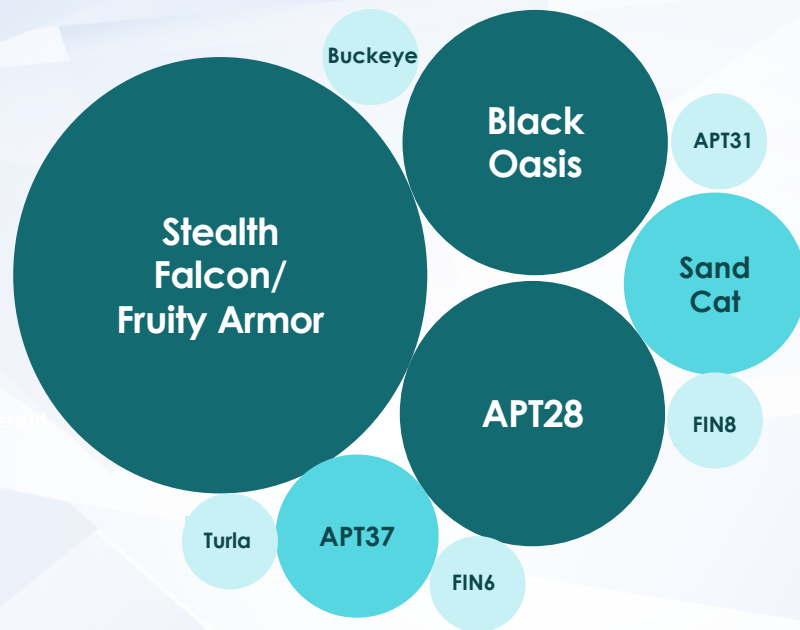 Buckeye
Black
Oasis
APT31
Stealth
Falcon/
Fruity Armor
Sand
Cat
APT28
FIN8
Turla
APT37
FIN6